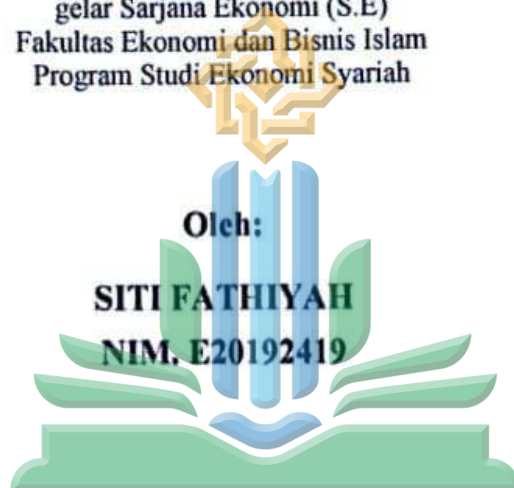 gelar Sarjana Ekonomi (S.E)
Fakultas Ekonomi dan Bisnis Islam
Program Studi Ekonomi Syariah
Oleh:
SITI FATHIYAH
NIM. E20192419